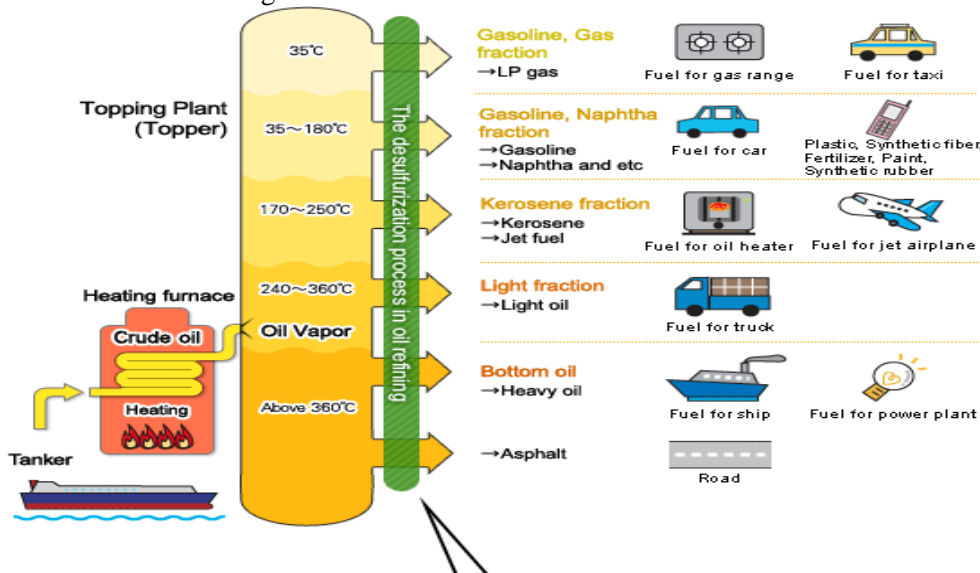 35℃
Gasoline, Gas
fraction
→LP gas
Fuel for gas range
Fuel for taxi
Topping Plant
(Topper)
35～180℃
Gasoline, Naphtha
fraction
→Gasoline
→Naphtha and etc
Fuel for car
Plastic, Synthetic fiber,
Fertilizer, Paint,
Synthetic rubber
170～250℃
Kerosene fraction
→Kerosene
→Jet fuel
Fuel for oil heater
Fuel for jet airplane
The desulfurization process in oil refining
Heating furnace
240～360℃
Light fraction
→Light oil
Fuel for truck
Crude oil
Oil Vapor
Heating
Above 360℃
Bottom oil
→Heavy oil
Fuel for ship
Fuel for power plant
Tanker
→Asphalt
Road